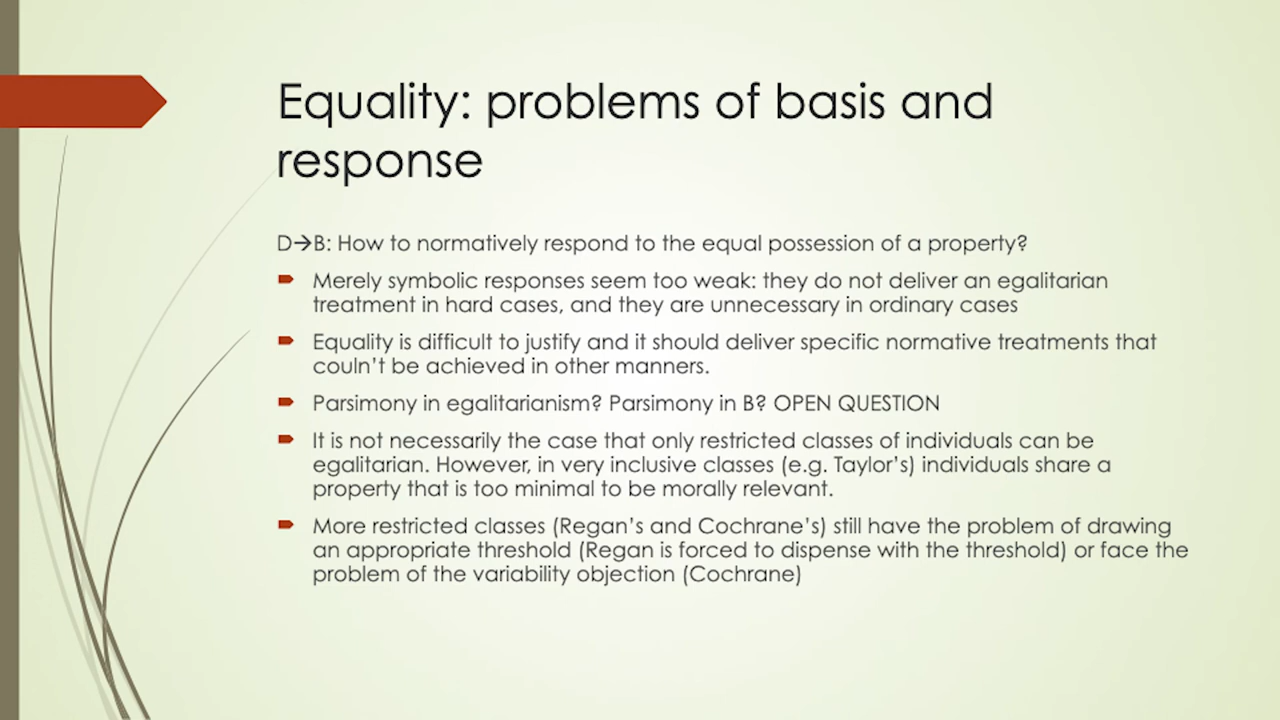 Equality: problems of basis and
response
D→B: How to normatively respond to the equal possession of a property?
Merely symbolic responses seem too weak: they do not deliver an egalitarian
treatment in hard cases, and they are unnecessary in ordinary cases
Equality is difficult to justify and it should deliver specific normative treatments that
couln't be achieved in other manners.
Parsimony in egalitarianism? Parsimony in B? OPEN QUESTION
It is not necessarily the case that only restricted classes of individuals can be
egalitarian. However, in very inclusive classes (e.g. Taylor's) individuals share a
property that is too minimal to be morally relevant.
More restricted classes (Regan's and Cochrane's) still have the problem of drawing
an appropriate threshold (Regan is forced to dispense with the threshold) or face the
problem of the variability objection (Cochrane)